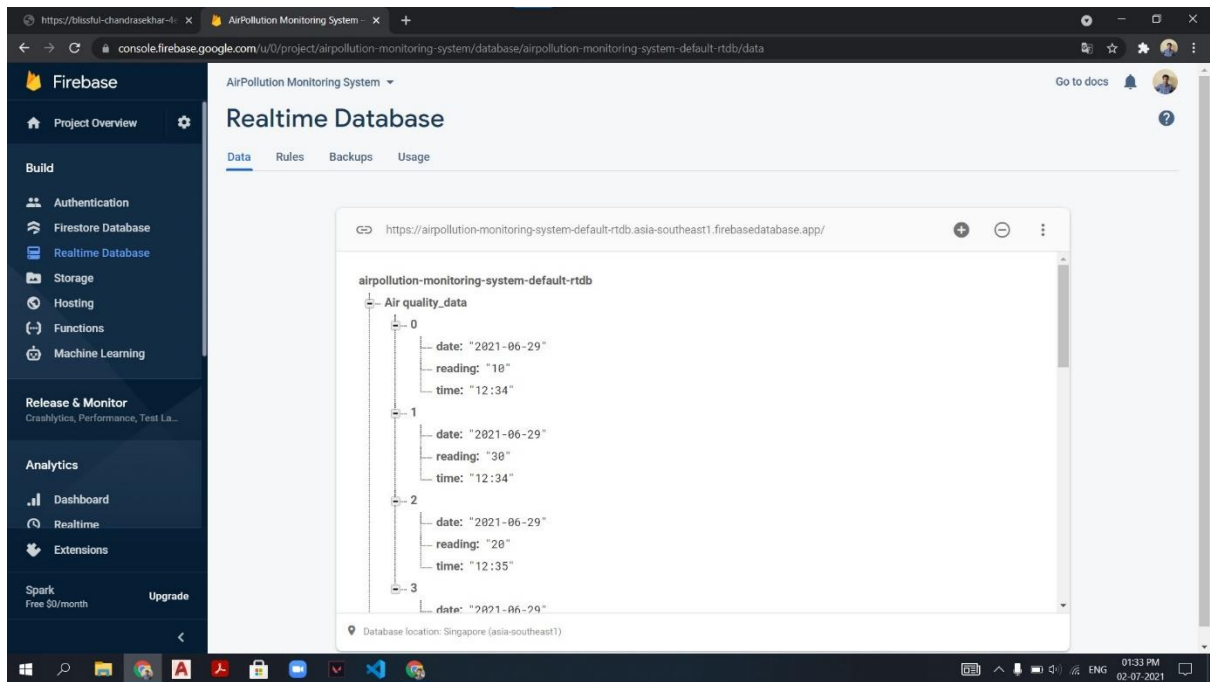 https://blissful-chandrasekhar-4e
AirPollution Monitoring System –
console.firebase.google.com/u/0/project/airpollution-monitoring-system/database/airpollution-monitoring-system-default-rtdb/data
Firebase
AirPollution Monitoring System
Go to docs
Project Overview
Realtime Database
Data Rules Backups Usage
Build
Authentication
Firestore Database
Realtime Database
Storage
Hosting
Functions
Machine Learning
Release & Monitor
Crashlytics, Performance, Test La...
Analytics
Dashboard
Realtime
Extensions
Spark
Free $0/month
Upgrade
https://airpollution-monitoring-system-default-rtdb.asia-southeast1.firebasedatabase.app/
airpollution-monitoring-system-default-rtdb
Air quality_data
0
date: "2021-06-29"
reading: "10"
time: "12:34"
1
date: "2021-06-29"
reading: "30"
time: "12:34"
2
date: "2021-06-29"
reading: "20"
time: "12:35"
3
date: "2021-06-29"
Database location: Singapore (asia-southeast1)
ENG
01:33 PM
02-07-2021